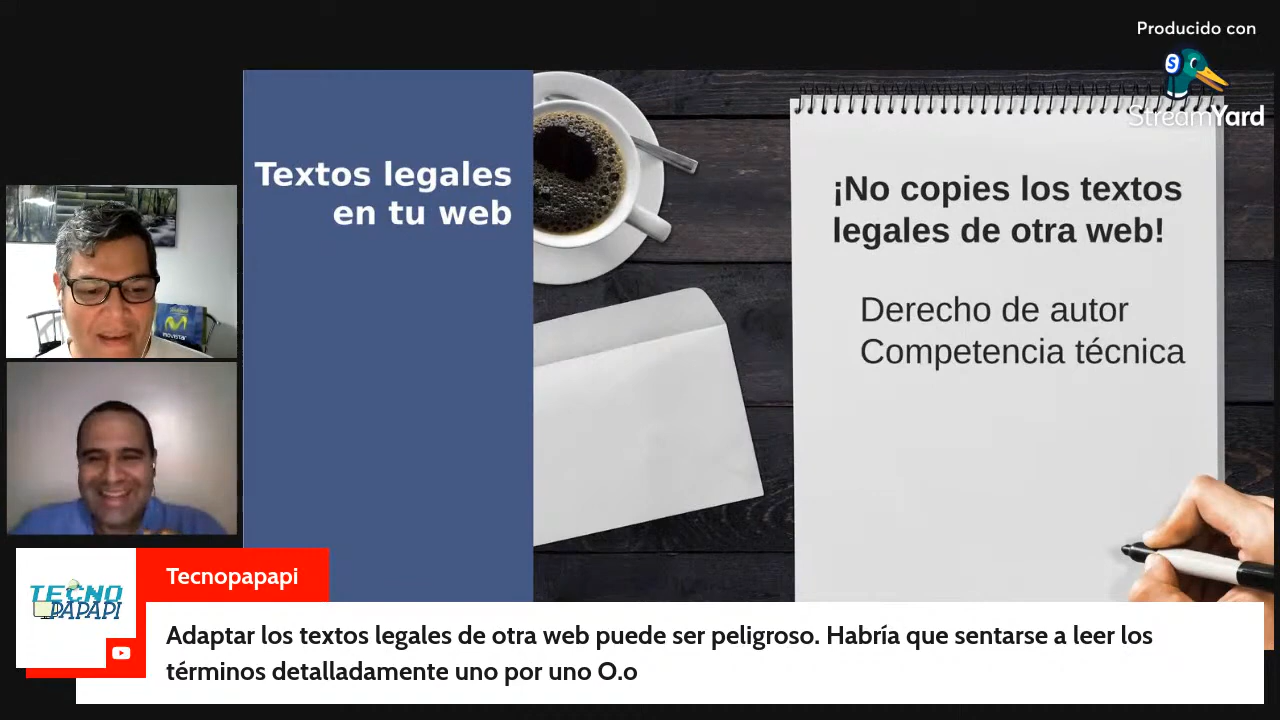 Producido con
StreamYard
Textos legales
en tu web
¡No copies los textos
legales de otra web!
Derecho de autor
Competencia técnica
movistar
TECNO
PAPAPI
Tecnopapapi
Adaptar los textos legales de otra web puede ser peligroso. Habría que sentarse a leer los
términos detalladamente uno por uno O.o